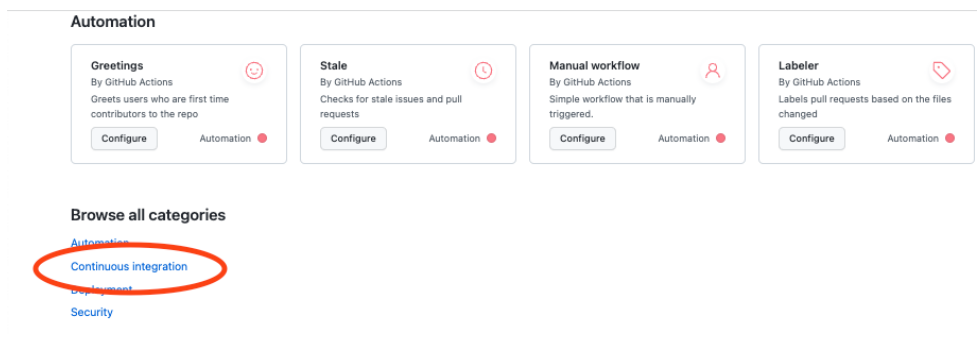 Automation
Greetings
By GitHub Actions
Greets users who are first time
contributors to the repo
Configure
Automation
Stale
By GitHub Actions
Checks for stale issues and pull
requests
Configure
Automation
Manual workflow
By GitHub Actions
Simple workflow that is manually
triggered.
Configure
Automation
Labeler
By GitHub Actions
Labels pull requests based on the files
changed
Configure
Automation
Browse all categories
Automation
Continuous integration
Deployment
Security